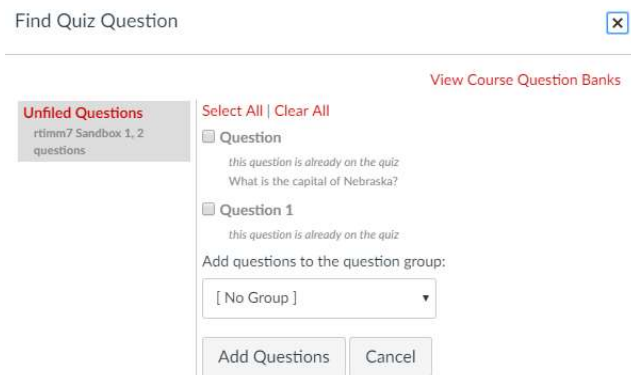 Find Quiz Question
x
View Course Question Banks
Unfiled Questions
rtimm7 Sandbox 1, 2
questions
Select All | Clear All
Question
this question is already on the quiz
What is the capital of Nebraska?
Question 1
this question is already on the quiz
Add questions to the question group:
[ No Group ]
Add Questions
Cancel